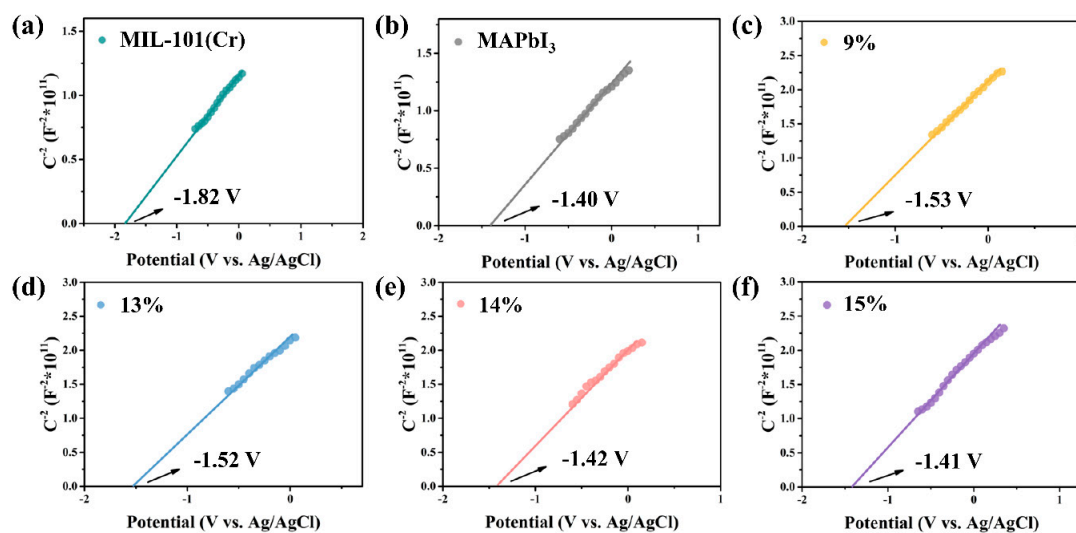 (a) MIL-101(Cr)
1.5
1.0
0.5
0.0
C⁻² (F⁻²*10¹¹)
-1.82 V
-2 -1 0 1 2
Potential (V vs. Ag/AgCl)
(b) MAPbI₃
1.5
1.0
0.5
0.0
C⁻² (F⁻²*10¹¹)
-1.40 V
-2 -1 0 1
Potential (V vs. Ag/AgCl)
(c) 9%
3.0
2.5
2.0
1.5
1.0
0.5
0.0
C⁻² (F⁻²*10¹¹)
-1.53 V
-2 -1 0
Potential (V vs. Ag/AgCl)
(d) 13%
3.0
2.5
2.0
1.5
1.0
0.5
0.0
C⁻² (F⁻²*10¹¹)
-1.52 V
-2 -1 0
Potential (V vs. Ag/AgCl)
(e) 14%
3.0
2.5
2.0
1.5
1.0
0.5
0.0
C⁻² (F⁻²*10¹¹)
-1.42 V
-2 -1 0
Potential (V vs. Ag/AgCl)
(f) 15%
3.0
2.5
2.0
1.5
1.0
0.5
0.0
C⁻² (F⁻²*10¹¹)
-1.41 V
-2 -1 0 1
Potential (V vs. Ag/AgCl)